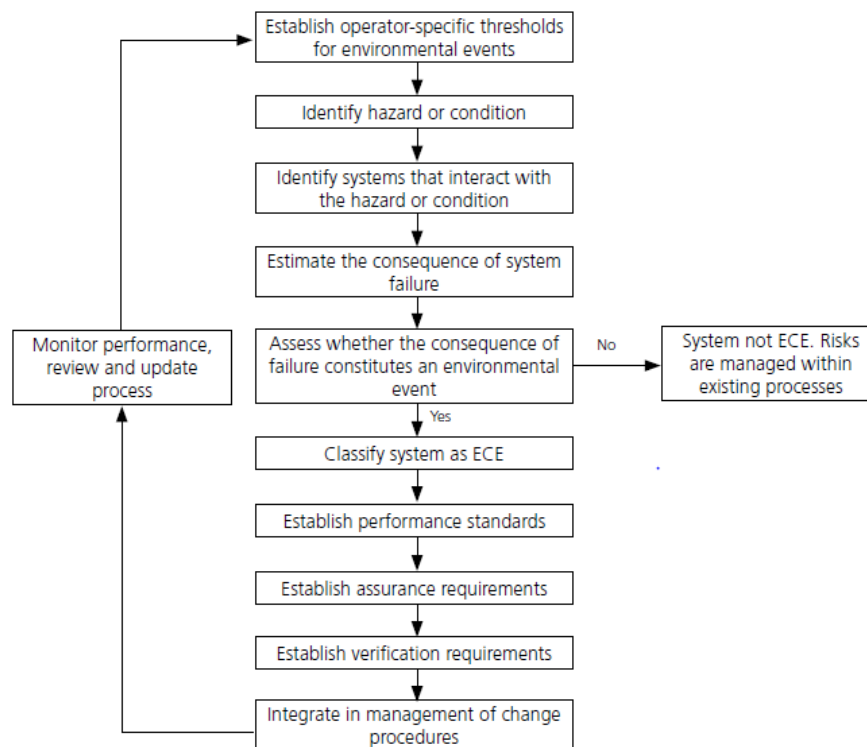 Establish operator-specific thresholds
for environmental events
Identify hazard or condition
Identify systems that interact with
the hazard or condition
Estimate the consequence of system
failure
Monitor performance,
review and update
process
Assess whether the consequence of
failure constitutes an environmental
event
No
System not ECE. Risks
are managed within
existing processes
Yes
Classify system as ECE
Establish performance standards
Establish assurance requirements
Establish verification requirements
Integrate in management of change
procedures